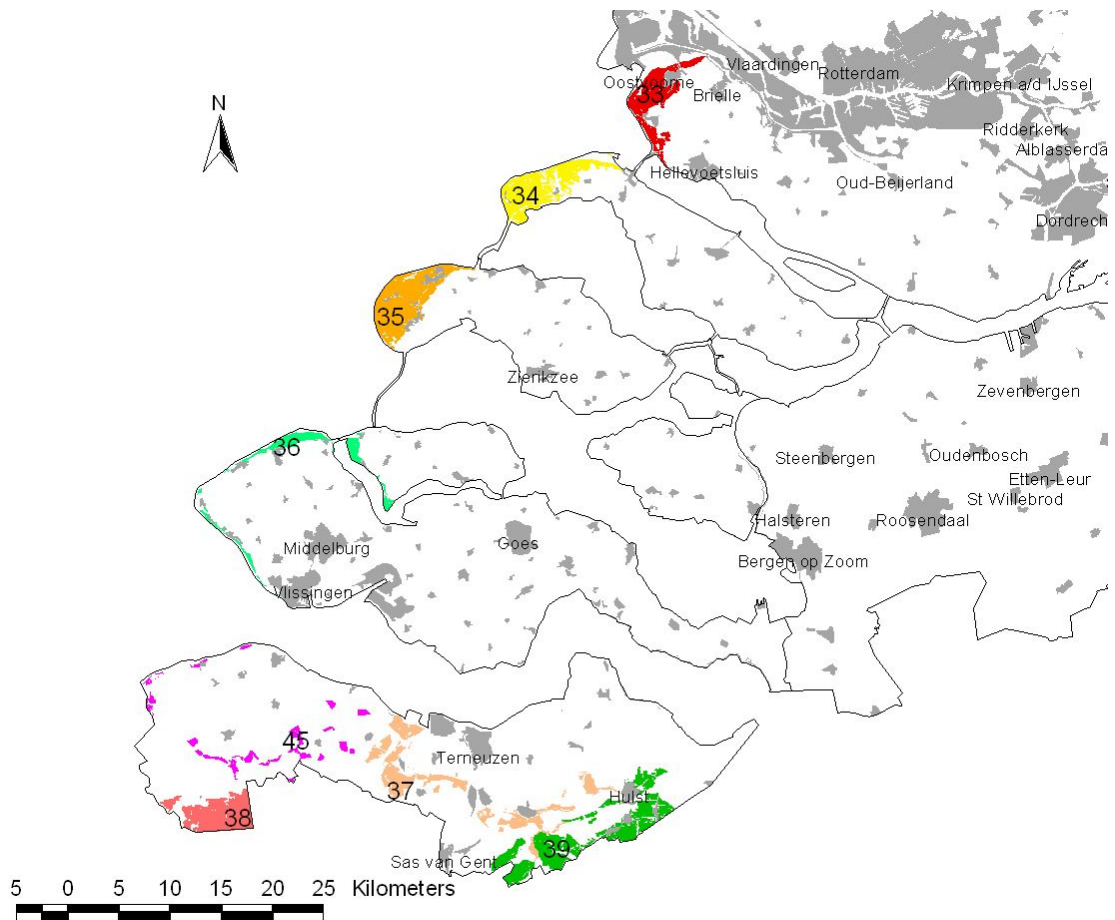 Vlaardingen
Rotterdam
Oostvoorne
Krimpen a/d IJssel
33
Brielle
N
Ridderkerk
Alblasserda
Hellevoetsluis
Oud-Beijerland
34
Dordrech
35
Zierikzee
Zevenbergen
36
Steenbergen
Oudenbosch
Etten-Leur
St Willebrod
Halsteren
Roosendaal
Middelburg
Goes
Bergen op Zoom
Vlissingen
45
Terneuzen
37
Hulst
38
39
Sas van Gent
5 0 5 10 15 20 25 Kilometers